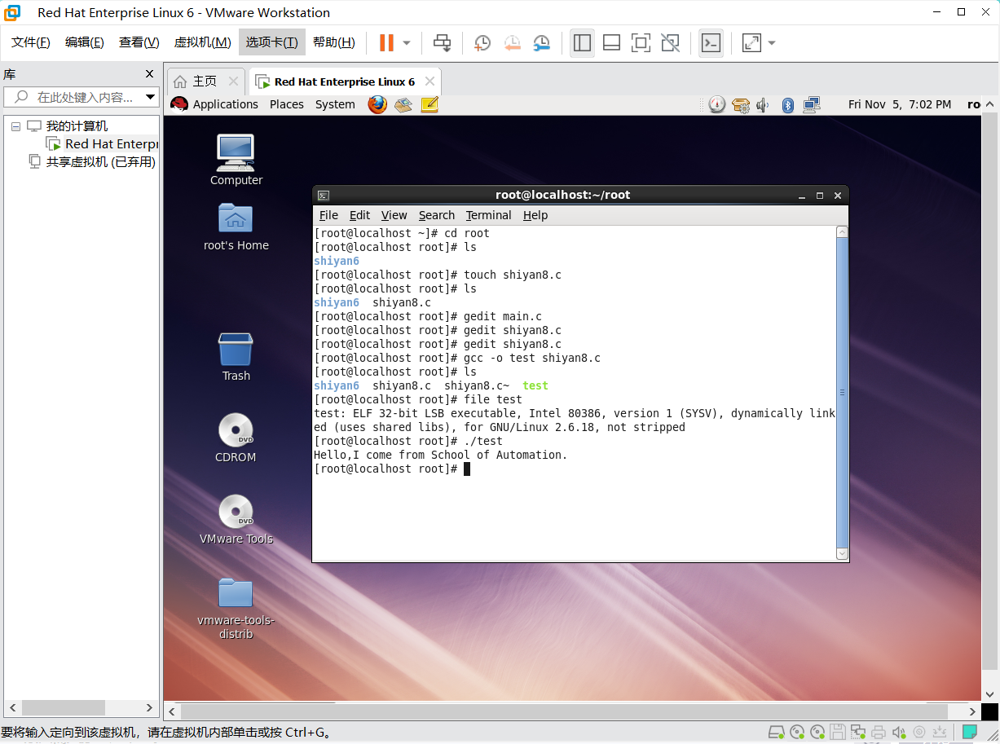 Red Hat Enterprise Linux 6 - VMware Workstation
文件(F) 编辑(E) 查看(V) 虚拟机(M) 选项卡(T) 帮助(H)
库
在此处键入内容...
我的计算机
Red Hat Enterpr
共享虚拟机 (已弃用)
主页 Red Hat Enterprise Linux 6
Applications Places System Fri Nov 5, 7:02 PM ro
Computer
root's Home
Trash
DVD
CDROM
DVD
VMware Tools
vmware-tools-
distrib
root@localhost:~/root
File Edit View Search Terminal Help
[root@localhost ~]# cd root
[root@localhost root]# ls
shiyan6
[root@localhost root]# touch shiyan8.c
[root@localhost root]# ls
shiyan6 shiyan8.c
[root@localhost root]# gedit main.c
[root@localhost root]# gedit shiyan8.c
[root@localhost root]# gedit shiyan8.c
[root@localhost root]# gcc -o test shiyan8.c
[root@localhost root]# ls
shiyan6 shiyan8.c shiyan8.c~ test
[root@localhost root]# file test
test: ELF 32-bit LSB executable, Intel 80386, version 1 (SYSV), dynamically link
ed (uses shared libs), for GNU/Linux 2.6.18, not stripped
[root@localhost root]# ./test
Hello,I come from School of Automation.
[root@localhost root]#
要将输入定向到该虚拟机，请在虚拟机内部单击或按 Ctrl+G。